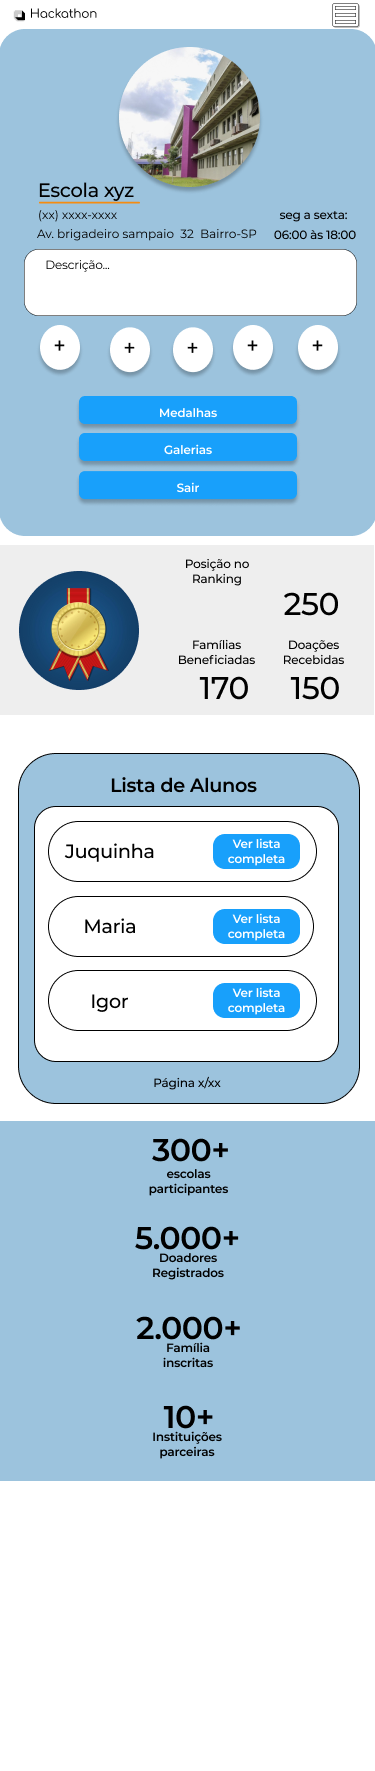 Hackathon
Escola xyz
(xx) xxxx-xxxx
seg a sexta:
Av. brigadeiro sampaio 32 Bairro-SP
06:00 às 18:00
Descrição...
+ + + + +
Medalhas
Galerias
Sair
Posição no
Ranking
250
Famílias
Beneficiadas
170
Doações
Recebidas
150
Lista de Alunos
Juquinha
Ver lista
completa
Maria
Ver lista
completa
Igor
Ver lista
completa
Página x/xx
300+
escolas
participantes
5.000+
Doadores
Registrados
2.000+
Família
inscritas
10+
Instituições
parceiras